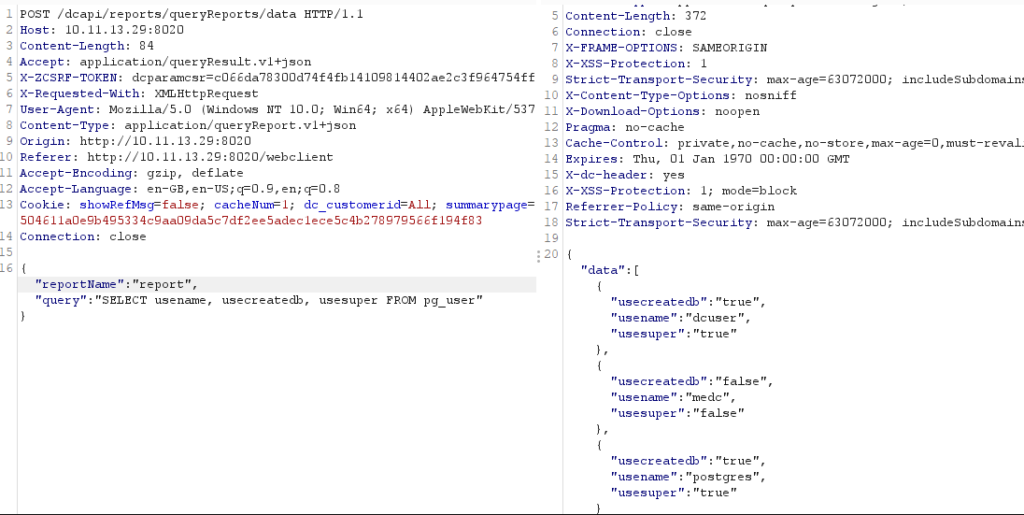 1 POST /dcapi/reports/queryReports/data HTTP/1.1
2 Host: 10.11.13.29:8020
3 Content-Length: 84
4 Accept: application/queryResult.v1+json
5 X-ZCSRF-TOKEN: dcparamcsr=c066da78300d74f4fb14109814402ae2c3f964754ff
6 X-Requested-With: XMLHttpRequest
7 User-Agent: Mozilla/5.0 (Windows NT 10.0; Win64; x64) AppleWebKit/537
8 Content-Type: application/queryReport.v1+json
9 Origin: http://10.11.13.29:8020
10 Referer: http://10.11.13.29:8020/webclient
11 Accept-Encoding: gzip, deflate
12 Accept-Language: en-GB,en-US;q=0.9,en;q=0.8
13 Cookie: showRefMsg=false; cacheNum=1; dc_customerid=All; summarypage=
504611a0e9b495334c9aa09da5c7df2ee5adec1ece5c4b278979566f194f83
14 Connection: close
15
16 {
"reportName":"report",
"query":"SELECT usename, usecreatedb, usesuper FROM pg_user"
}
5 Content-Length: 372
6 Connection: close
7 X-FRAME-OPTIONS: SAMEORIGIN
8 X-XSS-Protection: 1
9 Strict-Transport-Security: max-age=63072000; includeSubdomains
10 X-Content-Type-Options: nosniff
11 X-Download-Options: noopen
12 Pragma: no-cache
13 Cache-Control: private,no-cache,no-store,max-age=0,must-revali
14 Expires: Thu, 01 Jan 1970 00:00:00 GMT
15 X-dc-header: yes
16 X-XSS-Protection: 1; mode=block
17 Referrer-Policy: same-origin
18 Strict-Transport-Security: max-age=63072000; includeSubdomains
19
20 {
"data":[
{
"usecreatedb":"true",
"usename":"dcuser",
"usesuper":"true"
},
{
"usecreatedb":"false",
"usename":"medc",
"usesuper":"false"
},
{
"usecreatedb":"true",
"usename":"postgres",
"usesuper":"true"
}